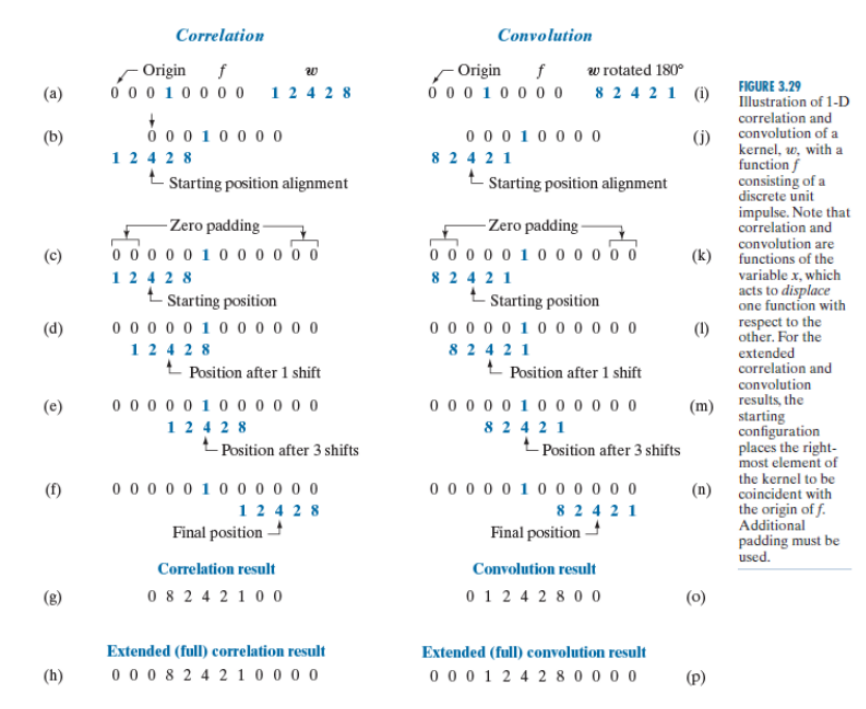 Correlation
Convolution
Origin f w
Origin f w rotated 180°
(a) 0 0 0 1 0 0 0 0 1 2 4 2 8
0 0 0 1 0 0 0 0 8 2 4 2 1 (i)
(b) 0 0 0 1 0 0 0 0
0 0 0 1 0 0 0 0 (j)
1 2 4 2 8
8 2 4 2 1
Starting position alignment
Starting position alignment
Zero padding
Zero padding
(c) 0 0 0 0 0 1 0 0 0 0 0 0
0 0 0 0 0 1 0 0 0 0 0 0 (k)
1 2 4 2 8
8 2 4 2 1
Starting position
Starting position
(d) 0 0 0 0 0 1 0 0 0 0 0 0
0 0 0 0 0 1 0 0 0 0 0 0 (l)
1 2 4 2 8
8 2 4 2 1
Position after 1 shift
Position after 1 shift
(e) 0 0 0 0 0 1 0 0 0 0 0 0
0 0 0 0 0 1 0 0 0 0 0 0 (m)
1 2 4 2 8
8 2 4 2 1
Position after 3 shifts
Position after 3 shifts
(f) 0 0 0 0 0 1 0 0 0 0 0 0
0 0 0 0 0 1 0 0 0 0 0 0 (n)
1 2 4 2 8
8 2 4 2 1
Final position
Final position
Correlation result
Convolution result
(g) 0 8 2 4 2 1 0 0
0 1 2 4 2 8 0 0 (o)
Extended (full) correlation result
Extended (full) convolution result
(h) 0 0 0 8 2 4 2 1 0 0 0 0
0 0 0 1 2 4 2 8 0 0 0 0 (p)
FIGURE 3.29
Illustration of 1-D
correlation and
convolution of a
kernel, w, with a
function f
consisting of a
discrete unit
impulse. Note that
correlation and
convolution are
functions of the
variable x, which
acts to displace
one function with
respect to the
other. For the
extended
correlation and
convolution
results, the
starting
configuration
places the right-
most element of
the kernel to be
coincident with
the origin of f.
Additional
padding must be
used.